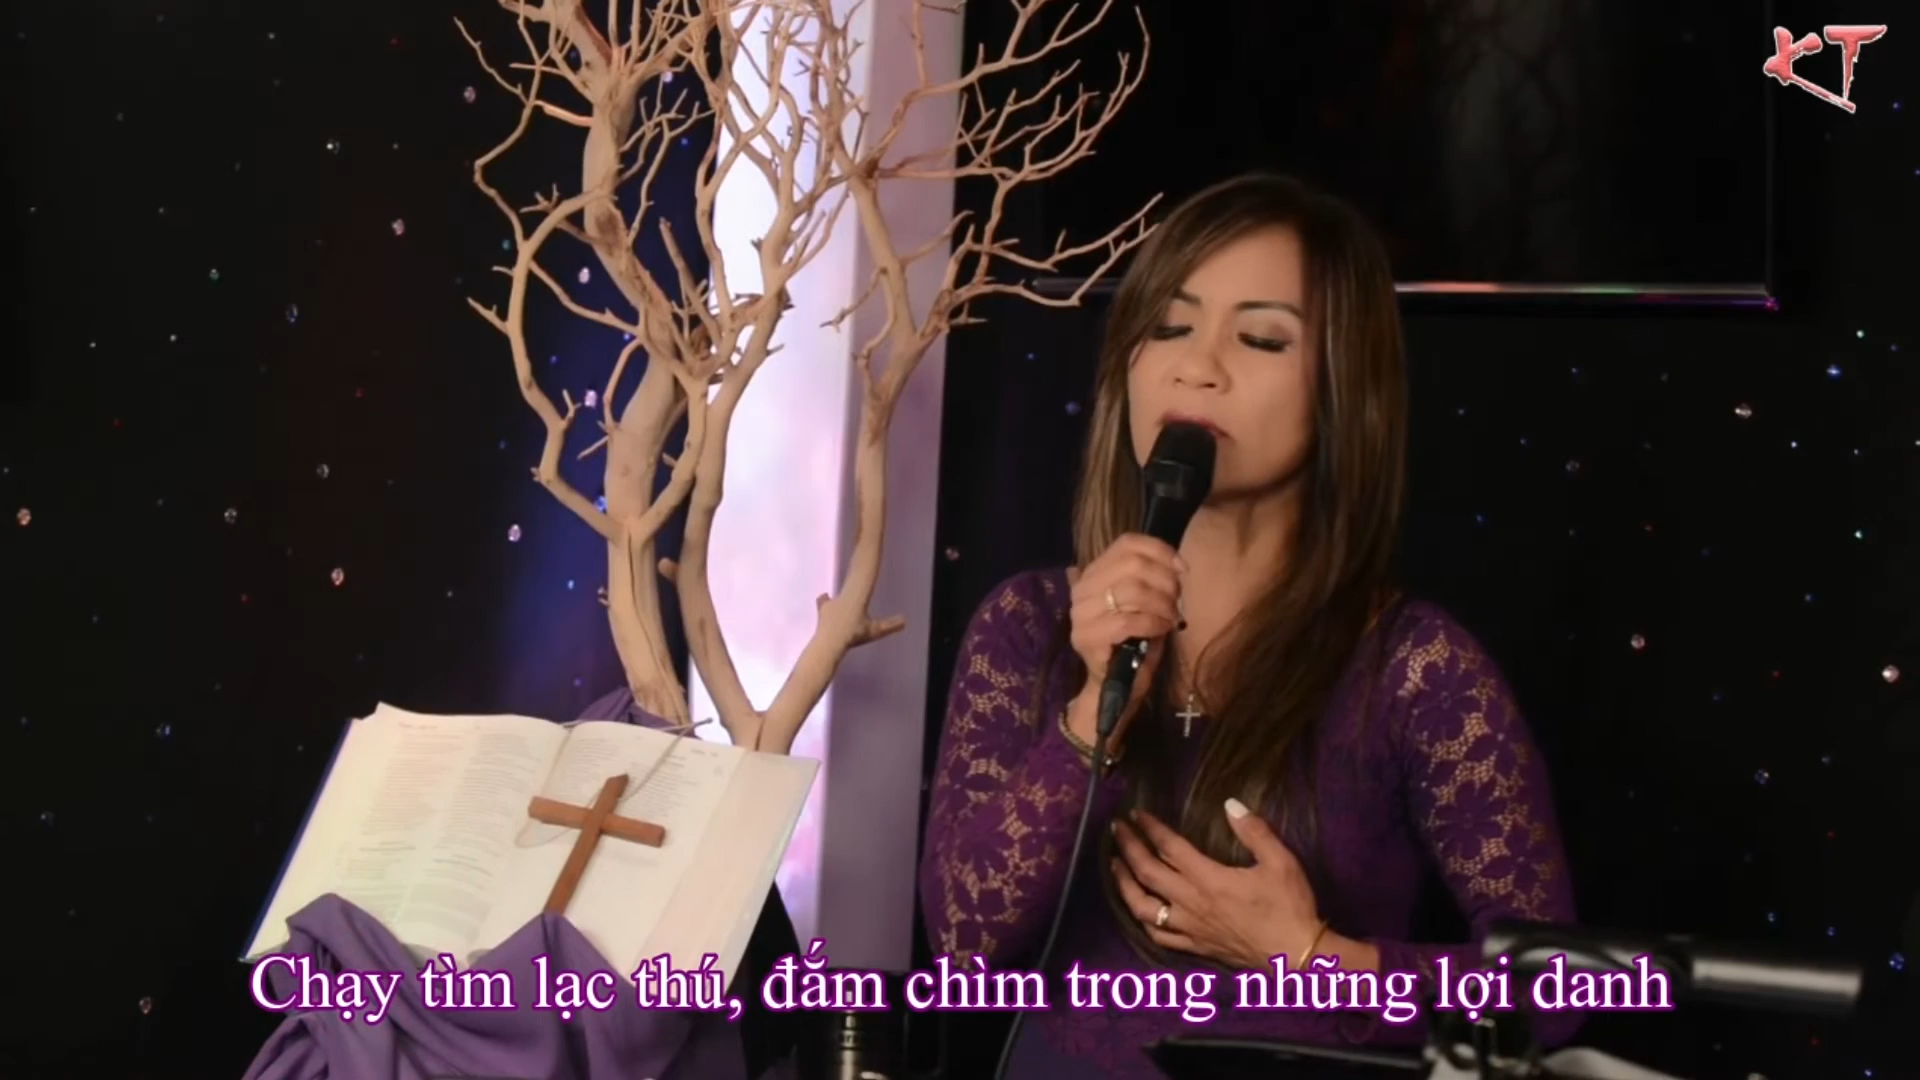 KT
Chạy tìm lạc thú, đắm chìm trong những lợi danh